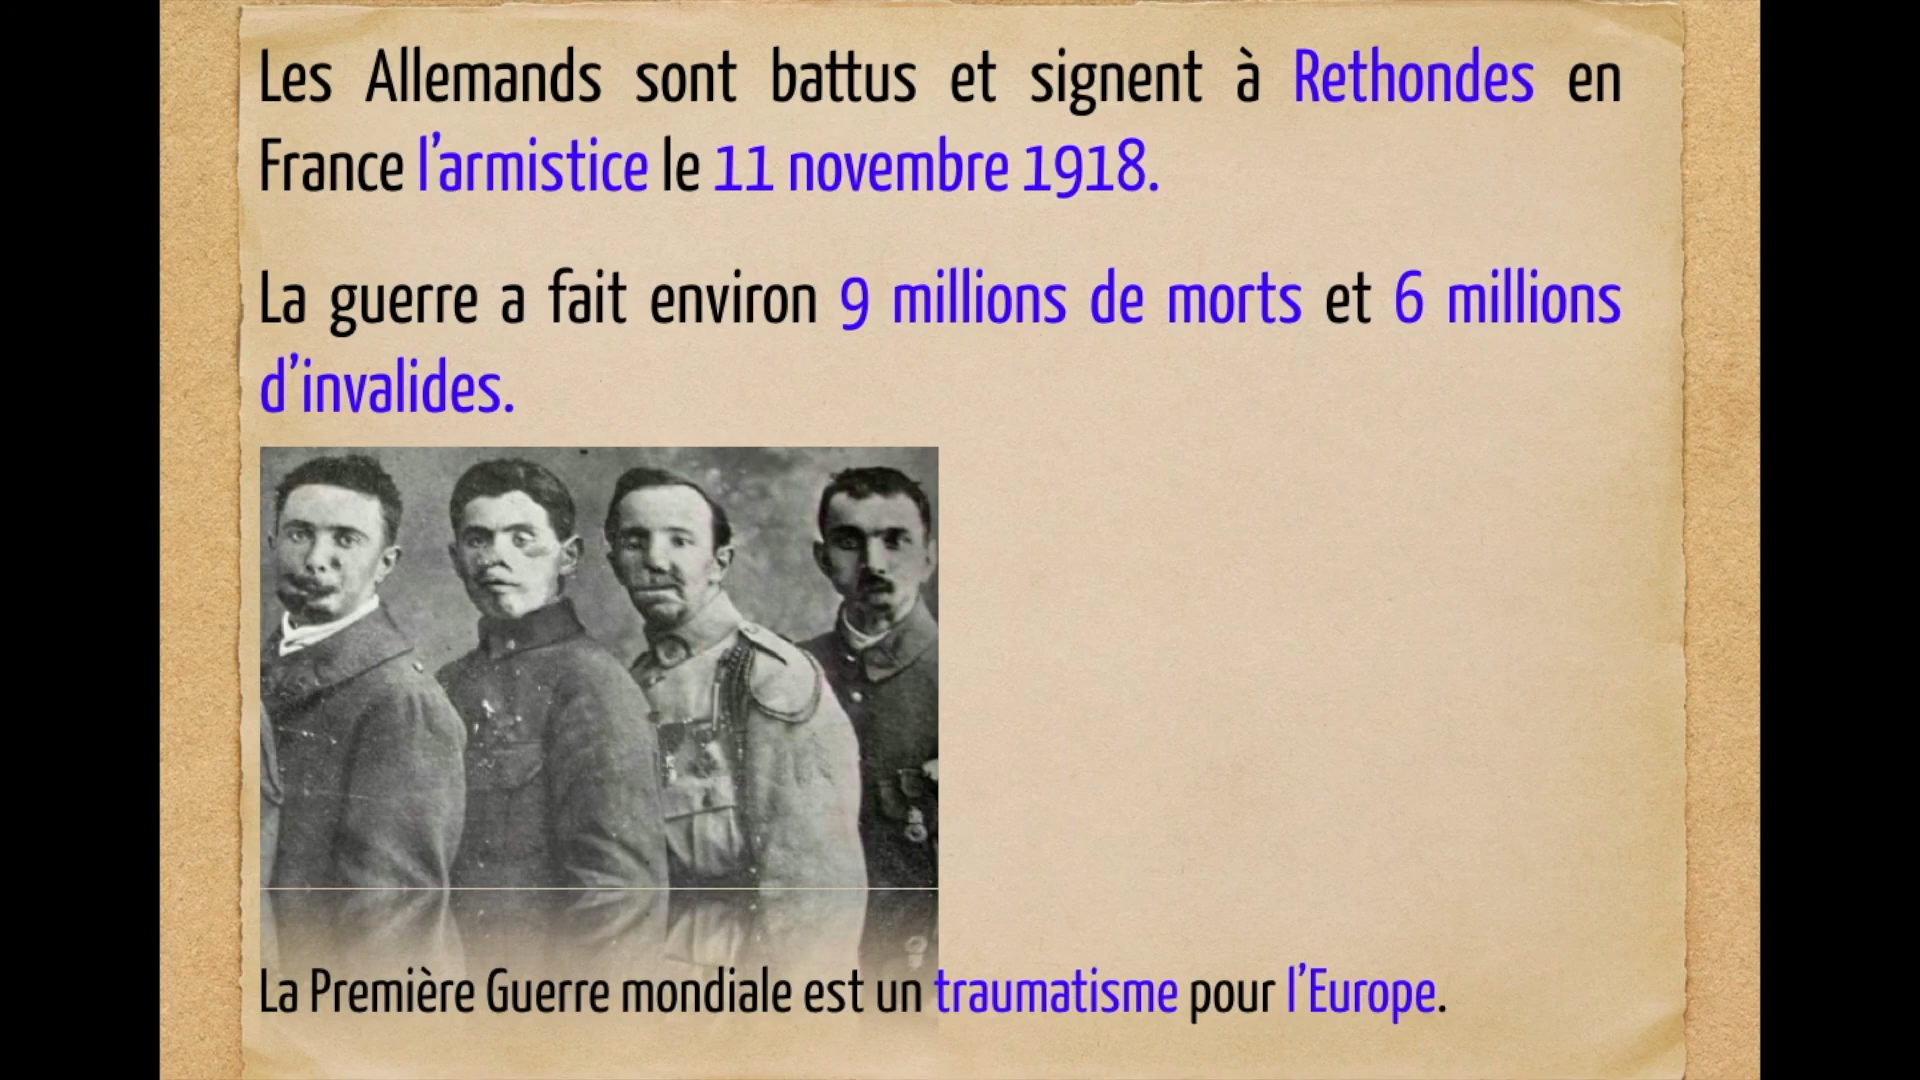 Les Allemands sont battus et signent à Rethondes en
France l’armistice le 11 novembre 1918.
La guerre a fait environ 9 millions de morts et 6 millions
d’invalides.
La Première Guerre mondiale est un traumatisme pour l’Europe.